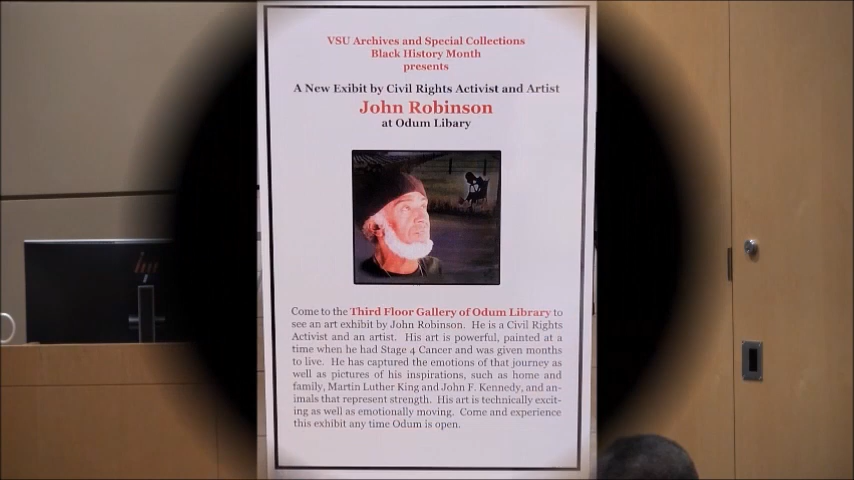 VSU Archives and Special Collections
Black History Month
presents
A New Exibit by Civil Rights Activist and Artist
John Robinson
at Odum Libary
Come to the Third Floor Gallery of Odum Library to
see an art exhibit by John Robinson. He is a Civil Rights
Activist and an artist. His art is powerful, painted at a
time when he had Stage 4 Cancer and was given months
to live. He has captured the emotions of that journey as
well as pictures of his inspirations, such as home and
family, Martin Luther King and John F. Kennedy, and an-
imals that represent strength. His art is technically excit-
ing as well as emotionally moving. Come and experience
this exhibit any time Odum is open.